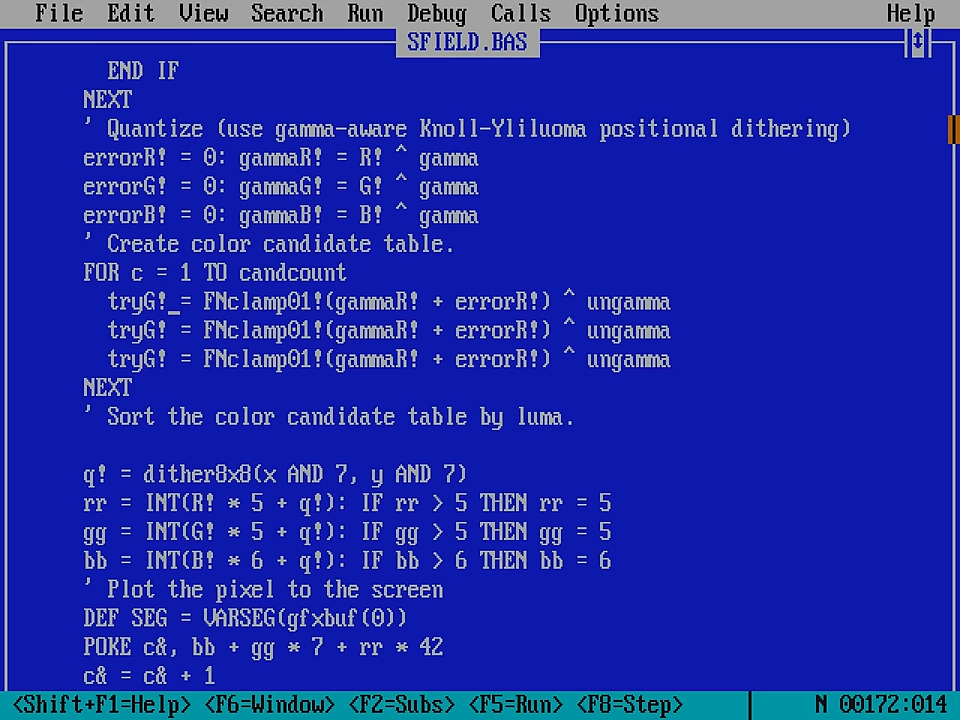 File Edit View Search Run Debug Calls Options Help
SFIELD.BAS
END IF
NEXT
' Quantize (use gamma-aware Knoll-Yliluoma positional dithering)
errorR! = 0: gammaR! = R! ^ gamma
errorG! = 0: gammaG! = G! ^ gamma
errorB! = 0: gammaB! = B! ^ gamma
' Create color candidate table.
FOR c = 1 TO candcount
tryG!_= FNclamp01!(gammaR! + errorR!) ^ ungamma
tryG! = FNclamp01!(gammaR! + errorR!) ^ ungamma
tryG! = FNclamp01!(gammaR! + errorR!) ^ ungamma
NEXT
' Sort the color candidate table by luma.
q! = dither8x8(x AND 7, y AND 7)
rr = INT(R! * 5 + q!): IF rr > 5 THEN rr = 5
gg = INT(G! * 5 + q!): IF gg > 5 THEN gg = 5
bb = INT(B! * 6 + q!): IF bb > 6 THEN bb = 6
' Plot the pixel to the screen
DEF SEG = VARSEG(gfxbuf(0))
POKE c&, bb + gg * 7 + rr * 42
c& = c& + 1
<Shift+F1=Help> <F6=Window> <F2=Subs> <F5=Run> <F8=Step> N 00172:014